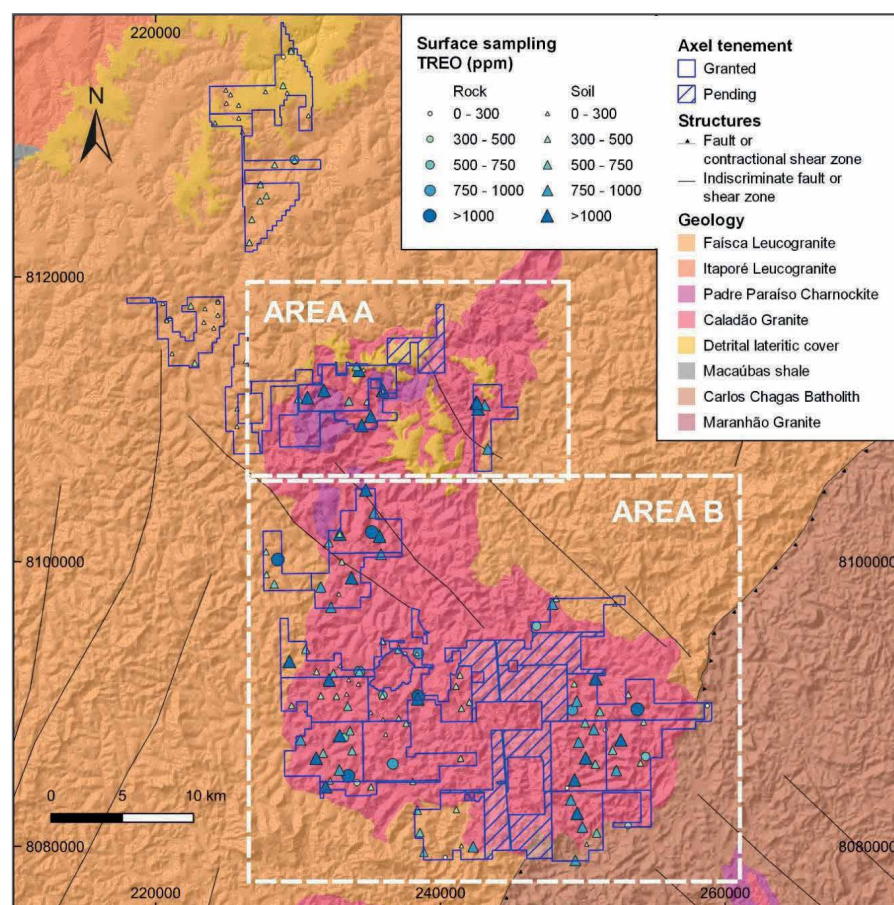 220000
N
8120000
Surface sampling
TREO (ppm)
Rock
Soil
0 - 300
0 - 300
300 - 500
300 - 500
500 - 750
500 - 750
750 - 1000
750 - 1000
>1000
>1000
Axel tenement
Granted
Pending
Structures
Fault or
contractional shear zone
Indiscriminate fault or
shear zone
Geology
Faísca Leucogranite
Itaporé Leucogranite
Padre Paraíso Charnockite
Caladão Granite
Detrital lateritic cover
Macaúbas shale
Carlos Chagas Batholith
Maranhão Granite
AREA A
AREA B
8100000
8100000
0 5 10 km
8080000
8080000
220000
240000
260000